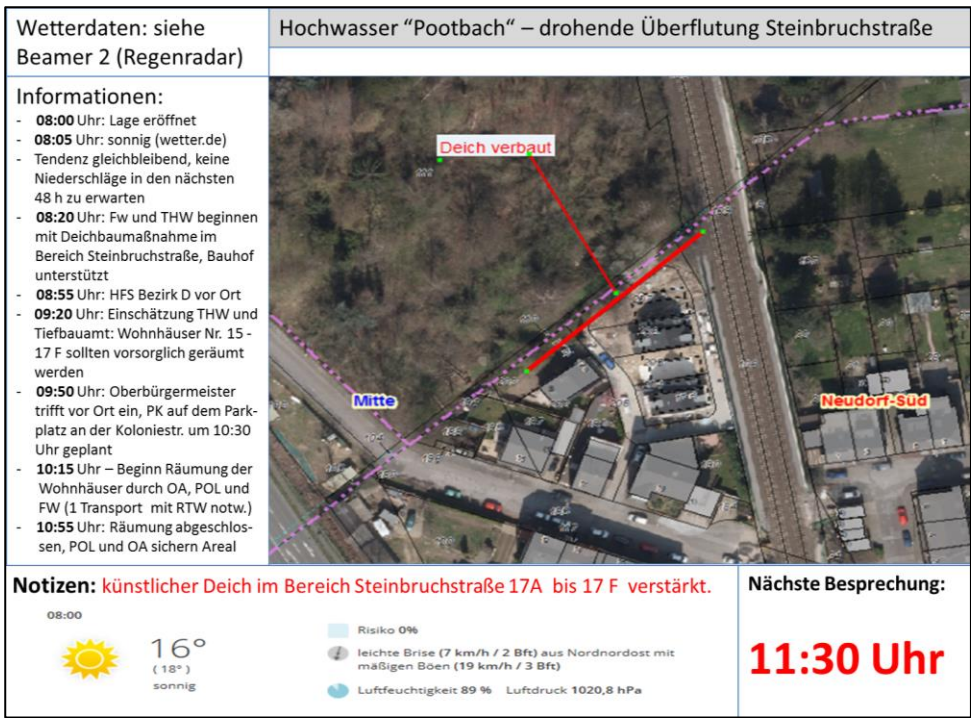 Wetterdaten: siehe
Beamer 2 (Regenradar)
Hochwasser “Pootbach” – drohende Überflutung Steinbruchstraße
Informationen:
- 08:00 Uhr: Lage eröffnet
- 08:05 Uhr: sonnig (wetter.de)
- Tendenz gleichbleibend, keine
Niederschläge in den nächsten
48 h zu erwarten
- 08:20 Uhr: Fw und THW beginnen
mit Deichbaumaßnahme im
Bereich Steinbruchstraße, Bauhof
unterstützt
- 08:55 Uhr: HFS Bezirk D vor Ort
- 09:20 Uhr: Einschätzung THW und
Tiefbauamt: Wohnhäuser Nr. 15 -
17 F sollten vorsorglich geräumt
werden
- 09:50 Uhr: Oberbürgermeister
trifft vor Ort ein, PK auf dem Park-
platz an der Koloniestr. um 10:30
Uhr geplant
- 10:15 Uhr – Beginn Räumung der
Wohnhäuser durch OA, POL und
FW (1 Transport mit RTW notw.)
- 10:55 Uhr: Räumung abgeschlos-
sen, POL und OA sichern Areal
Deich verbaut
Mitte
Neudorf-Süd
Notizen: künstlicher Deich im Bereich Steinbruchstraße 17A bis 17 F verstärkt.
08:00
16°
( 18° )
sonnig
Risiko 0%
leichte Brise (7 km/h / 2 Bft) aus Nordnordost mit
mäßigen Böen (19 km/h / 3 Bft)
Luftfeuchtigkeit 89 % Luftdruck 1020,8 hPa
Nächste Besprechung:
11:30 Uhr